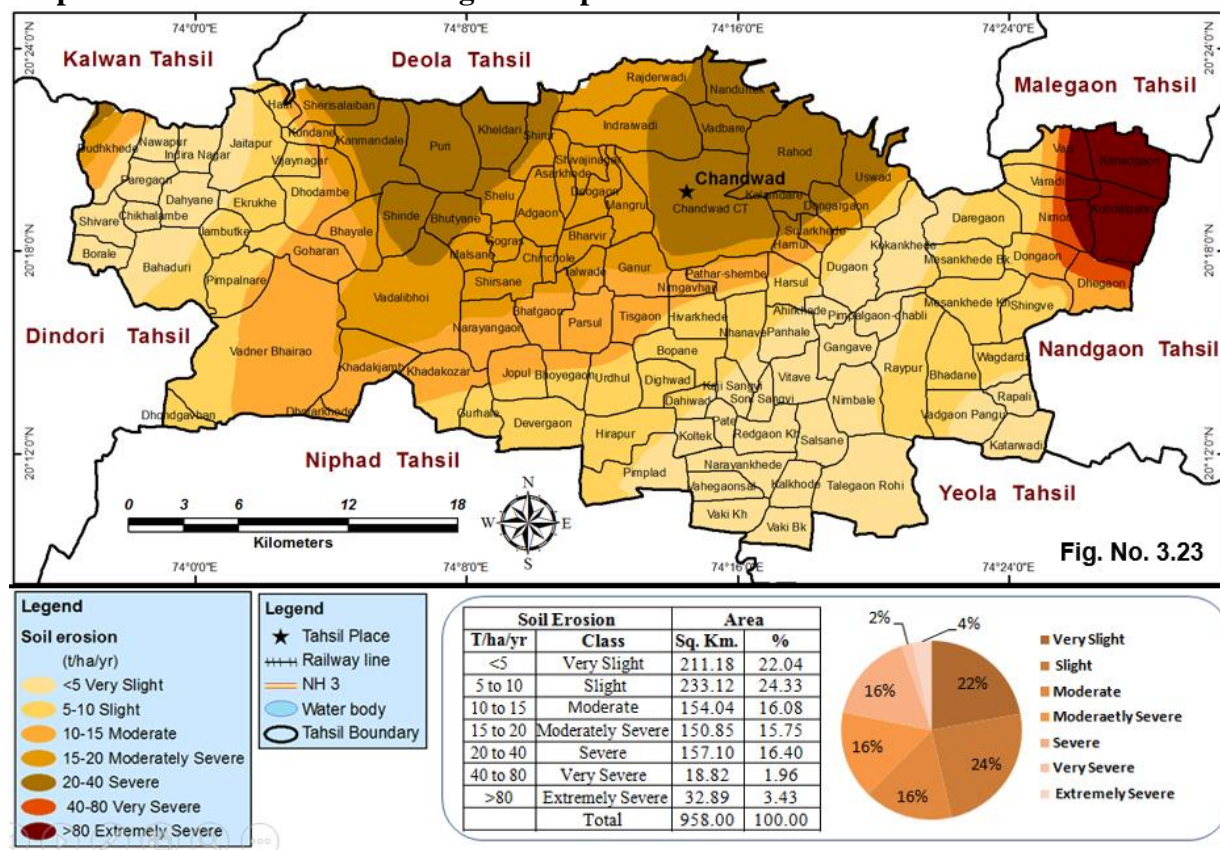 Kalwan Tahsil
Deola Tahsil
Malegaon Tahsil
Dindori Tahsil
Niphad Tahsil
Nandgaon Tahsil
Yeola Tahsil
74°0'0"E
74°8'0"E
74°16'0"E
74°24'0"E
20°24'0"N
20°24'0"N
20°18'0"N
20°18'0"N
20°12'0"N
20°12'0"N
Rajderwadi
Sherisalaiban
Dudhkhede
Nawapur
Indira Nagar
Jaitapur
Kundane
Kanmandale
Puri
Kheldari
Shirur
Indraiwadi
Vadbare
Rahod
Vijaynagar
Shivajinagar
Asarkhede
Chandwad
Uswad
Varadi
Paregaon
Dahyane
Ekrukhe
Dhodambe
Shelu
Mangrul
Chandwad CT
Dongargaon
Shivare
Chikhalambe
Jambutke
Bhayale
Shinde
Bhutyane
Adgaon
Bharvir
Hamul
Kokankhede
Daregaon
Nimon
Borale
Bahaduri
Goharan
Malsane
Chinchole
Ganur
Pathar-shembe
Dugaon
Mesankhede Bk
Dongaon
Pimpalnare
Vadalibhoi
Shirsane
Talwade
Nimgavhan
Harsul
Dhegaon
Narayangaon
Bhatgaon
Parsul
Tisgaon
Hivarkhede
Ahirkhede
Mesankhede Kh
Shingve
Vadner Bhairao
Khadakjamb
Khadakozar
Jopul
Bhoyegaon
Urdhul
Bopane
Nhanave
Panhale
Gangave
Raypur
Bhadane
Wagdardi
Dighwad
Dahiwad
Vitave
Nimbale
Rapali
Dhondgavhan
Dhotarkhede
Gurhale
Devergaon
Hirapur
Koltek
Pate
Redgaon Kh
Salsane
Vadgaon Pangu
Katarwadi
Pimplad
Narayankhede
Vahegaonsal
Kalkhode
Talegaon Rohi
Vaki Kh
Vaki Bk
0 3 6 12 18
Kilometers
N
W E
S
Fig. No. 3.23
Legend
Soil erosion
(t/ha/yr)
<5 Very Slight
5-10 Slight
10-15 Moderate
15-20 Moderately Severe
20-40 Severe
40-80 Very Severe
>80 Extremely Severe
Legend
Tahsil Place
Railway line
NH 3
Water body
Tahsil Boundary
Soil Erosion Area
T/ha/yr Class Sq. Km. %
<5 Very Slight 211.18 22.04
5 to 10 Slight 233.12 24.33
10 to 15 Moderate 154.04 16.08
15 to 20 Moderately Severe 150.85 15.75
20 to 40 Severe 157.10 16.40
40 to 80 Very Severe 18.82 1.96
>80 Extremely Severe 32.89 3.43
Total 958.00 100.00
2%
4%
22%
24%
16%
16%
16%
Very Slight
Slight
Moderate
Moderaetly Severe
Severe
Very Severe
Extremely Severe